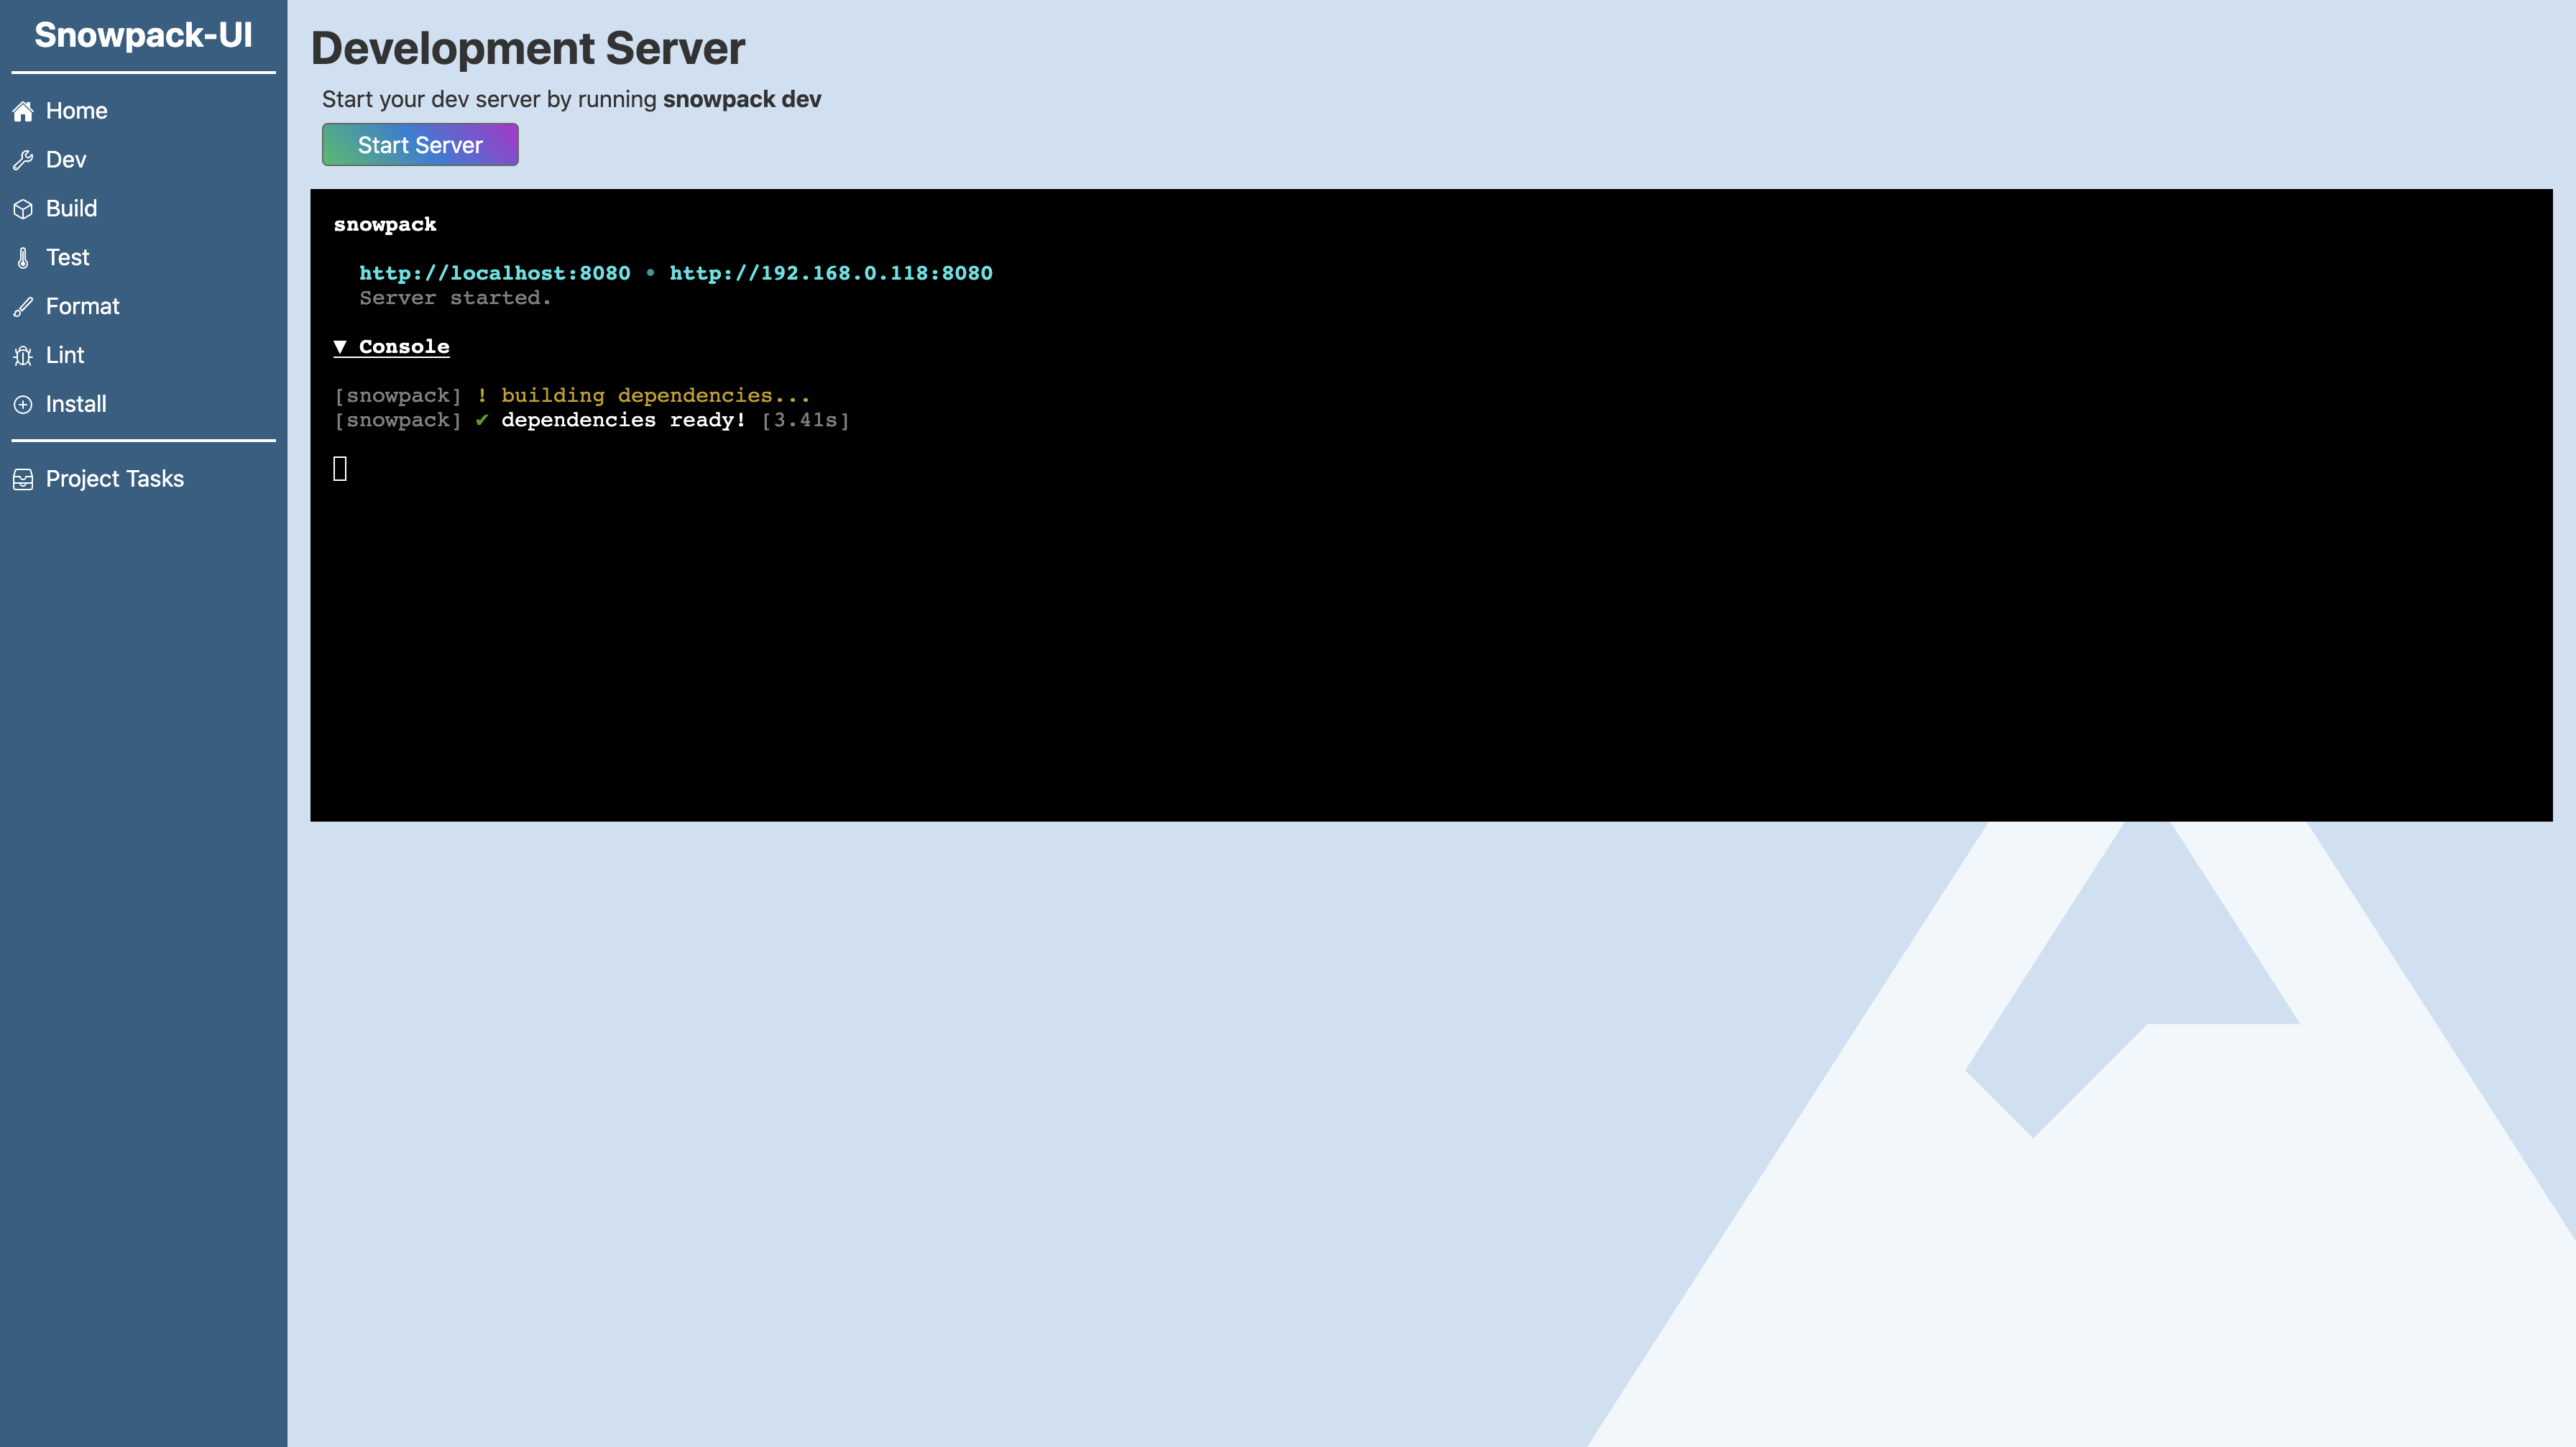 Snowpack-UI
Home
Dev
Build
Test
Format
Lint
Install
Project Tasks
Development Server
Start your dev server by running snowpack dev
Start Server
snowpack
http://localhost:8080 • http://192.168.0.118:8080
Server started.
▼ Console
[snowpack] ! building dependencies...
[snowpack] ✔ dependencies ready! [3.41s]